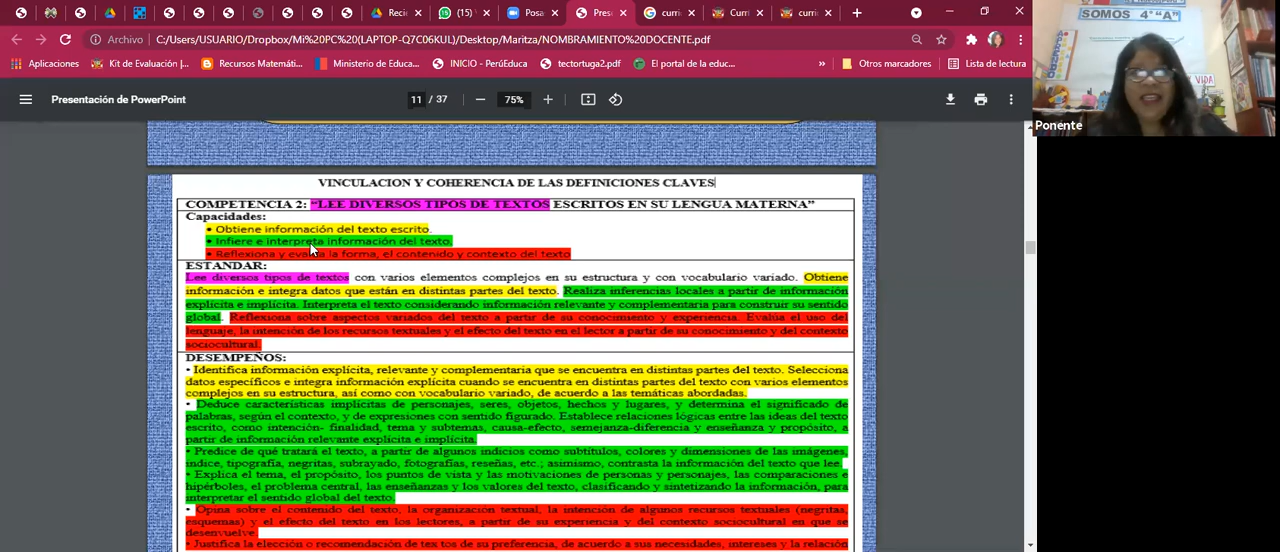 Recis
(15)
Posa
Pres
curric
Curri
curri
Archivo C:/Users/USUARIO/Dropbox/Mi%20PC%20(LAPTOP-Q7C06KUL)/Desktop/Maritza/NOMBRAMIENTO%20DOCENTE.pdf
Aplicaciones Kit de Evaluación |... Recursos Matemáti... Ministerio de Educa... INICIO - PerúEduca tectortuga2.pdf El portal de la educ... » Otros marcadores Lista de lectura
Presentación de PowerPoint 11 / 37 — 75% +
SOMOS 4° "A"
VIDA
Ponente
VINCULACION Y COHERENCIA DE LAS DEFINICIONES CLAVES
COMPETENCIA 2: "LEE DIVERSOS TIPOS DE TEXTOS ESCRITOS EN SU LENGUA MATERNA"
Capacidades:
• Obtiene información del texto escrito.
• Infiere e interpreta información del texto.
• Reflexiona y evalúa la forma, el contenido y contexto del texto
ESTANDAR:
Lee diversos tipos de textos con varios elementos complejos en su estructura y con vocabulario variado. Obtiene
información e integra datos que están en distintas partes del texto. Realiza inferencias locales a partir de información
explícita e implícita. Interpreta el texto considerando información relevante y complementaria para construir su sentido
global. Reflexiona sobre aspectos variados del texto a partir de su conocimiento y experiencia. Evalúa el uso del
lenguaje, la intención de los recursos textuales y el efecto del texto en el lector a partir de su conocimiento y del contexto
sociocultural.
DESEMPEÑOS:
• Identifica información explícita, relevante y complementaria que se encuentra en distintas partes del texto. Selecciona
datos específicos e integra información explícita cuando se encuentra en distintas partes del texto con varios elementos
complejos en su estructura, así como con vocabulario variado, de acuerdo a las temáticas abordadas.
• Deduce características implícitas de personajes, seres, objetos, hechos y lugares, y determina el significado de
palabras, según el contexto, y de expresiones con sentido figurado. Establece relaciones lógicas entre las ideas del texto
escrito, como intención- finalidad, tema y subtemas, causa-efecto, semejanza-diferencia y enseñanza y propósito, a
partir de información relevante explícita e implícita.
• Predice de qué tratará el texto, a partir de algunos indicios como subtítulos, colores y dimensiones de las imágenes,
índice, tipografía, negritas, subrayado, fotografías, reseñas, etc.; asimismo, contrasta la información del texto que lee.
• Explica el tema, el propósito, los puntos de vista y las motivaciones de personas y personajes, las comparaciones e
hipérboles, el problema central, las enseñanzas y los valores del texto, clasificando y sintetizando la información, para
interpretar el sentido global del texto.
• Opina sobre el contenido del texto, la organización textual, la intención de algunos recursos textuales (negritas,
esquemas) y el efecto del texto en los lectores, a partir de su experiencia y del contexto sociocultural en que se
desenvuelve.
• Justifica la elección o recomendación de tex tos de su preferencia, de acuerdo a sus necesidades, intereses y la relación